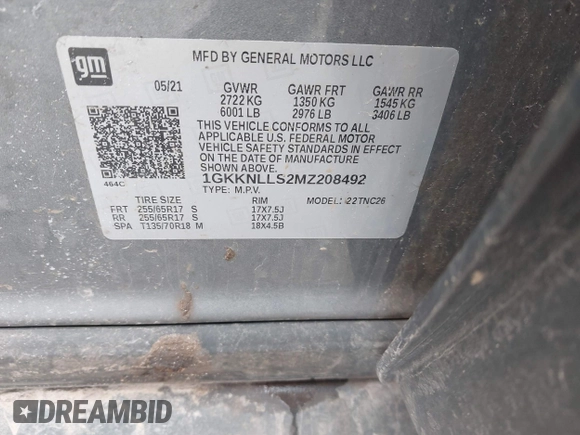 gm
MFD BY GENERAL MOTORS LLC
05/21 GVWR GAWR FRT GAWR RR
2722 KG 1350 KG 1545 KG
6001 LB 2976 LB 3406 LB
THIS VEHICLE CONFORMS TO ALL
APPLICABLE U.S. FEDERAL MOTOR
VEHICLE SAFETY STANDARDS IN EFFECT
ON THE DATE OF MANUFACTURE SHOWN ABOVE.
464C 1GKKNLLS2MZ208492
TYPE: M.P.V. MODEL: 22TNC26
TIRE SIZE RIM
FRT 255/65R17 S 17X7.5J
RR 255/65R17 S 17X7.5J
SPA T135/70R18 M 18X4.5B
DREAMBID